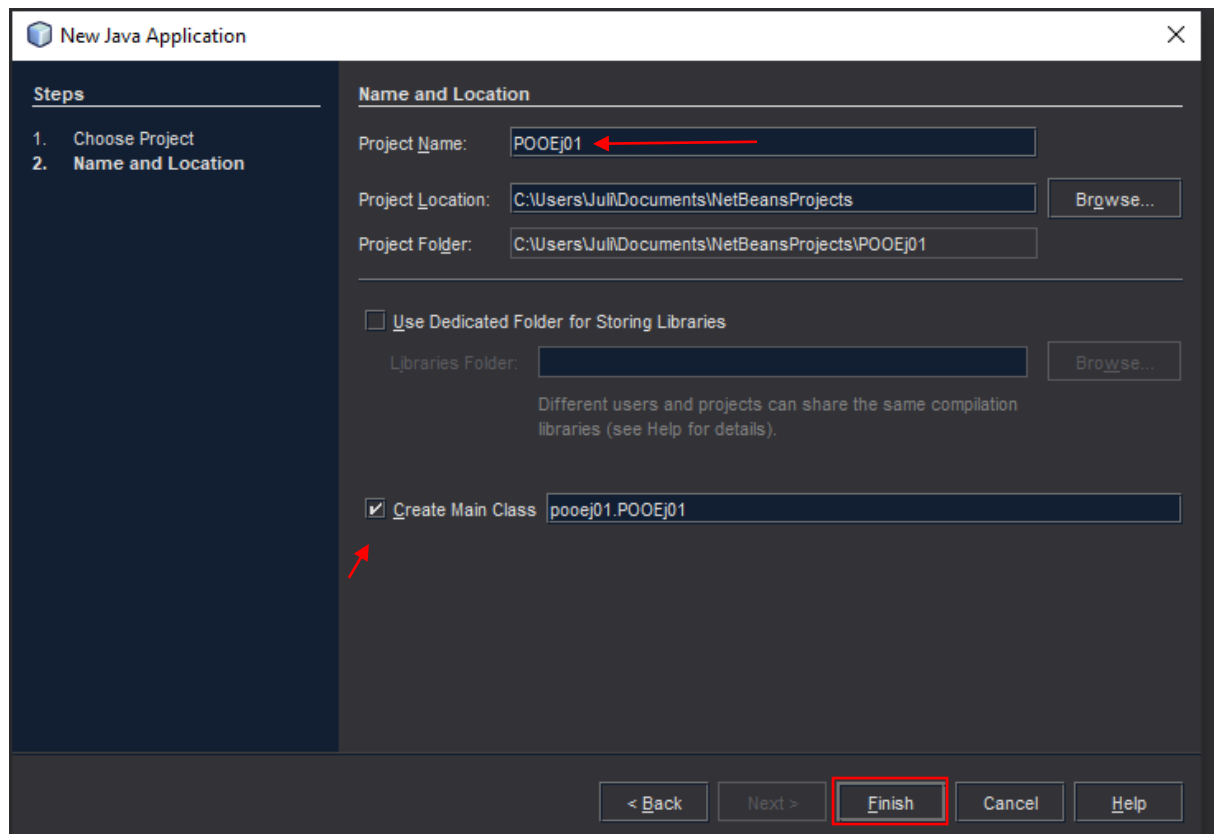 New Java Application
Steps
1. Choose Project
2. Name and Location
Name and Location
Project Name: POOEj01
Project Location: C:\Users\Juli\Documents\NetBeansProjects Browse...
Project Folder: C:\Users\Juli\Documents\NetBeansProjects\POOEj01
Use Dedicated Folder for Storing Libraries
Libraries Folder: Browse...
Different users and projects can share the same compilation
libraries (see Help for details).
Create Main Class pooej01.POOEj01
< Back Next > Finish Cancel Help